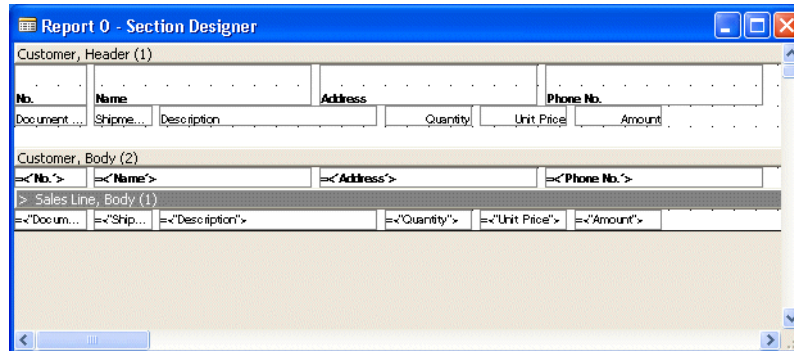 Report 0 - Section Designer
Customer, Header (1)
No. Name Address Phone No.
Document ... Shipme... Description Quantity Unit Price Amount
Customer, Body (2)
=<"No."> =<"Name"> =<"Address"> =<"Phone No.">
> Sales Line, Body (1)
=<"Docum... =<"Ship... =<"Description"> =<"Quantity"> =<"Unit Price"> =<"Amount">